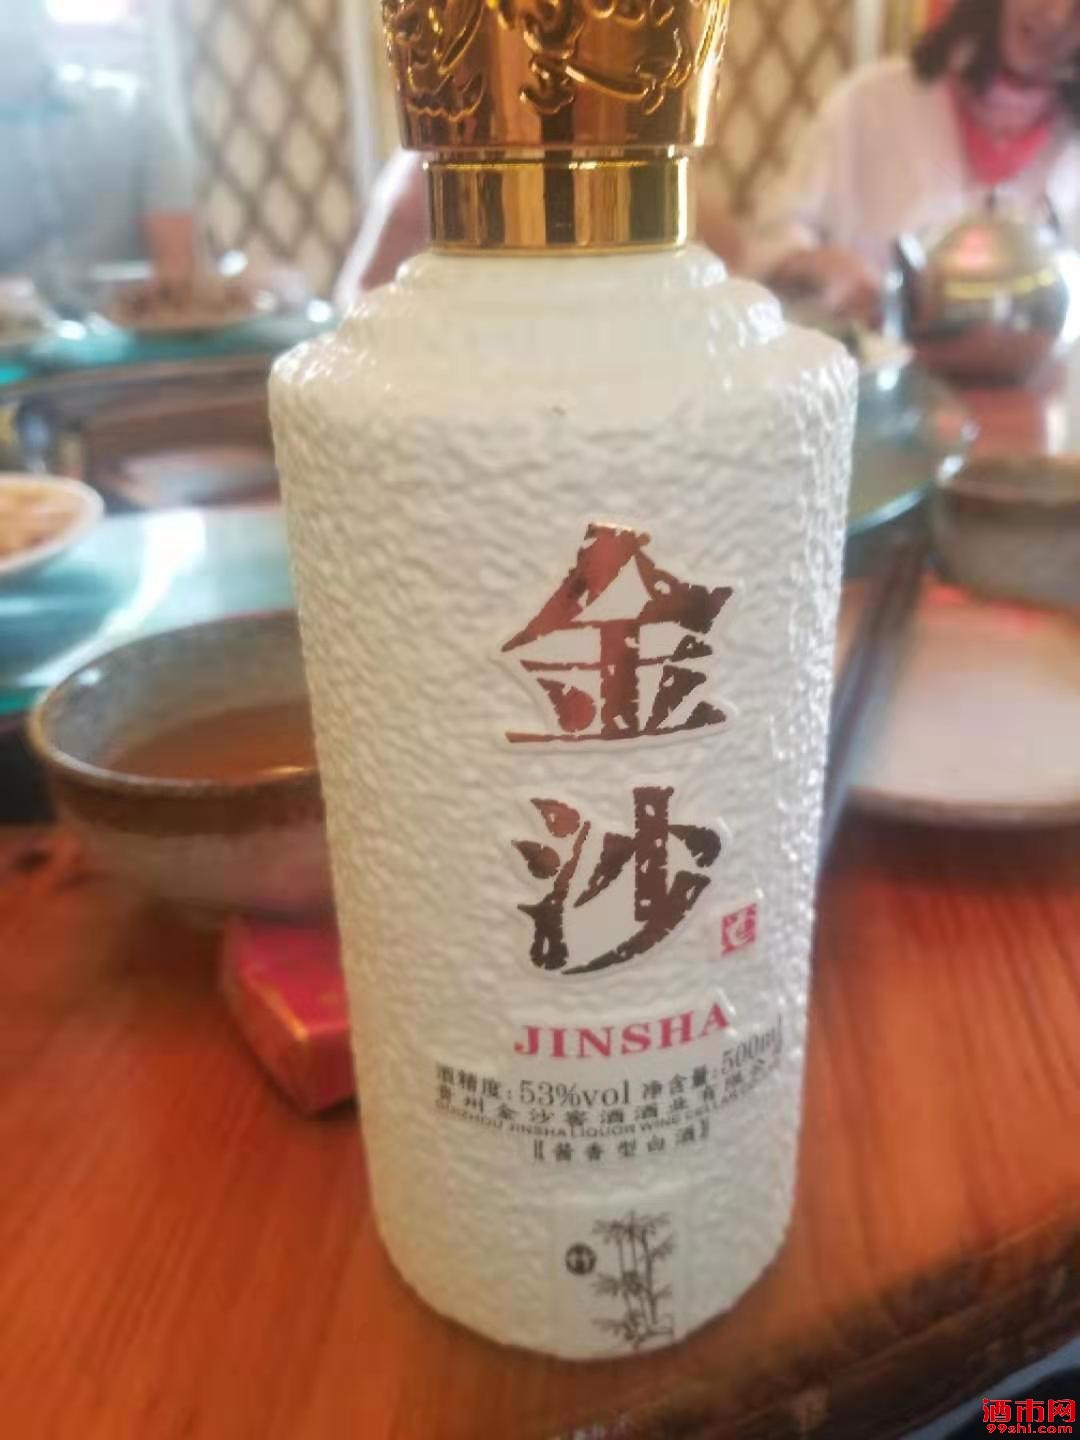 金
沙
酒
JINSHA
酒精度:53%vol 净含量:500ml
贵州金沙窖酒酒业有限公司
GUIZHOU JINSHA LIQUOR WINE CELLAR
〖酱香型白酒〗
竹
酒市网
99shi.com